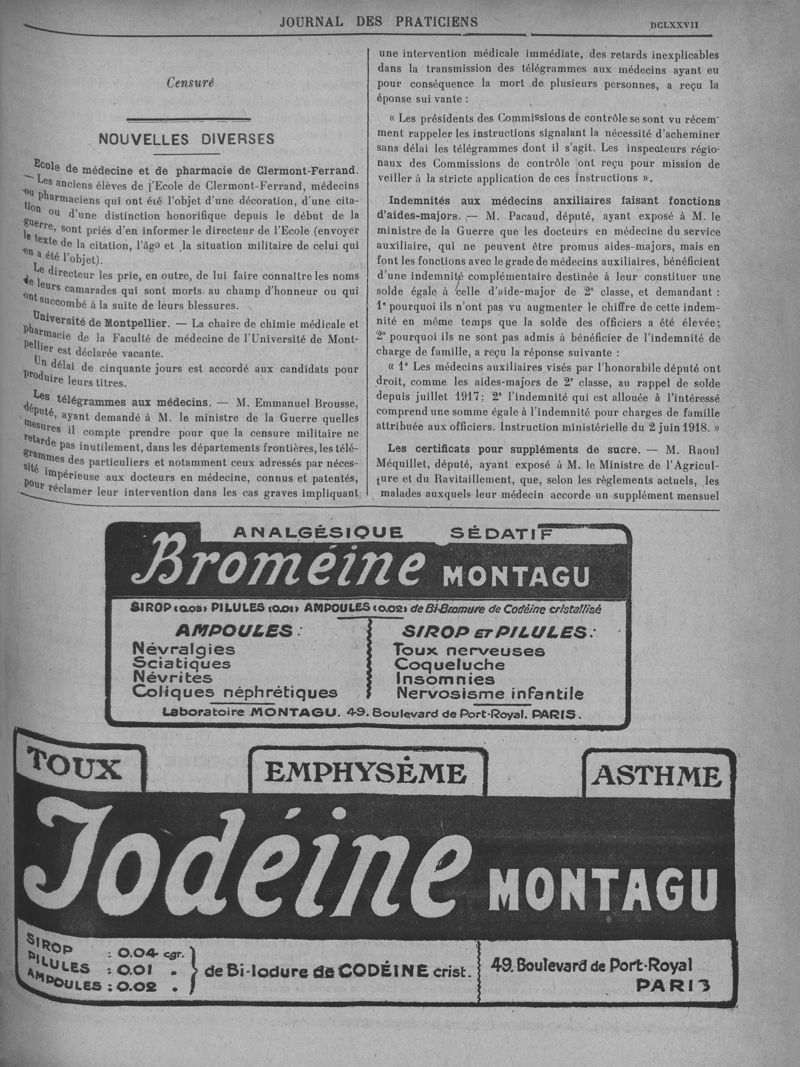 JOURNAL DES PRATICIENS
DCLXXVII
Censuré
NOUVELLES DIVERSES
Ecole de médecine et de pharmacie de Clermont-Ferrand.
— Les anciens élèves de j'Ecole de Clermont-Ferrand, médecins
ou pharmaciens qui ont été l'objet d'une décoration, d'une cita-
tion ou d'une distinction honorifique depuis le début de la
guerre, sont priés d'en informer le directeur de l'Ecole (envoyer
le texte de la citation, l'âge et la situation militaire de celui qui
en a été l'objet).
Le directeur les prie, en outre, de lui faire connaître les noms
de leurs camarades qui sont morts au champ d'honneur ou qui
ont succombé à la suite de leurs blessures.
Université de Montpellier. — La chaire de chimie médicale et
pharmacie de la Faculté de médecine de l'Université de Mont-
pellier est déclarée vacante.
Un délai de cinquante jours est accordé aux candidats pour
produire leurs titres.
Les télégrammes aux médecins. — M. Emmanuel Brousse,
député, ayant demandé à M. le ministre de la Guerre quelles
mesures il compte prendre pour que la censure militaire ne
retarde pas inutilement, dans les départements frontières, les télé-
grammes des particuliers et notamment ceux adressés par néces-
sité impérieuse aux docteurs en médecine, connus et patentés,
pour réclamer leur intervention dans les cas graves impliquant
une intervention médicale immédiate, des retards inexplicables
dans la transmission des télégrammes aux médecins ayant eu
pour conséquence la mort de plusieurs personnes, a reçu la
éponse suivante :
« Les présidents des Commissions de contrôle se sont vu récem-
ment rappeler les instructions signalant la nécessité d'acheminer
sans délai les télégrammes dont il s'agit. Les inspecteurs régio-
naux des Commissions de contrôle ont reçu pour mission de
veiller à la stricte application de ces instructions ».
Indemnités aux médecins anxiliaires faisant fonctions
d'aides-majors. — M. Pacaud, député, ayant exposé à M. le
ministre de la Guerre que les docteurs en médecine du service
auxiliaire, qui ne peuvent être promus aides-majors, mais en
font les fonctions avec le grade de médecins auxiliaires, bénéficient
d'une indemnité complémentaire destinée à leur constituer une
solde égale à celle d'aide-major de 2e classe, et demandant :
1e pourquoi ils n'ont pas vu augmenter le chiffre de cette indem-
nité en même temps que la solde des officiers a été élevée;
2e pourquoi ils ne sont pas admis à bénéficier de l'indemnité de
charge de famille, a reçu la réponse suivante :
« 1e Les médecins auxiliaires visés par l'honorabile député ont
droit, comme les aides-majors de 2e classe, au rappel de solde
depuis juillet 1917; 2e l'indemnité qui est allouée à l'intéressé
comprend une somme égale à l'indemnité pour charges de famille
attribuée aux officiers. Instruction ministérielle du 2 juin 1918. »
Les certificats pour suppléments de sucre. — M. Raoul
Méquillet, député, ayant exposé à M. le Ministre de l'Agricul-
ture et du Ravitaillement, que, selon les règlements actuels, les
malades auxquels leur médecin accorde un supplément mensuel
ANALGÉSIQUE SÉDATIF
Broméine MONTAGU
SIROP (0.03) PILULES (0.01) AMPOULES (0.02) de Bi-Bromure de Codéine cristallisé
AMPOULES :
Névralgies
Sciatiques
Névrites
Coliques néphrétiques
SIROP ET PILULES :
Toux nerveuses
Coqueluche
Insomnies
Nervosisme infantile
Laboratoire MONTAGU. 49. Boulevard de Port-Royal. PARIS.
TOUX
EMPHYSÈME
ASTHME
Iodéine MONTAGU
SIROP : 0.04 cgr.
PILULES : 0.01 "
AMPOULES : 0.02 "
de Bi-Iodure de CODÉINE crist.
49. Boulevard de Port-Royal
PARIS